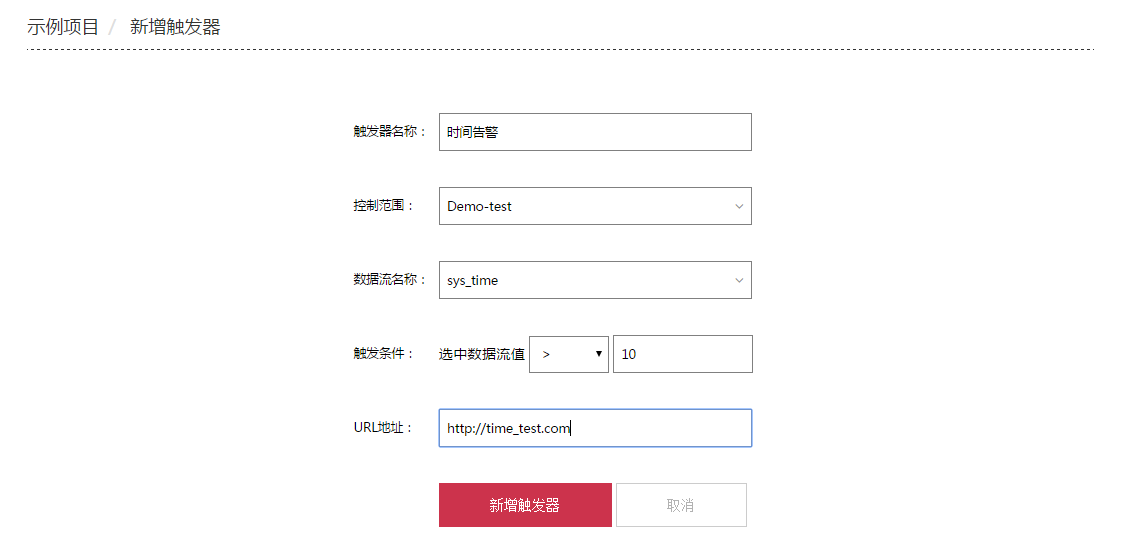 示例项目 / 新增触发器
触发器名称： 时间告警
控制范围： Demo-test
数据流名称： sys_time
触发条件： 选中数据流值 > 10
URL地址： http://time_test.com
新增触发器 取消